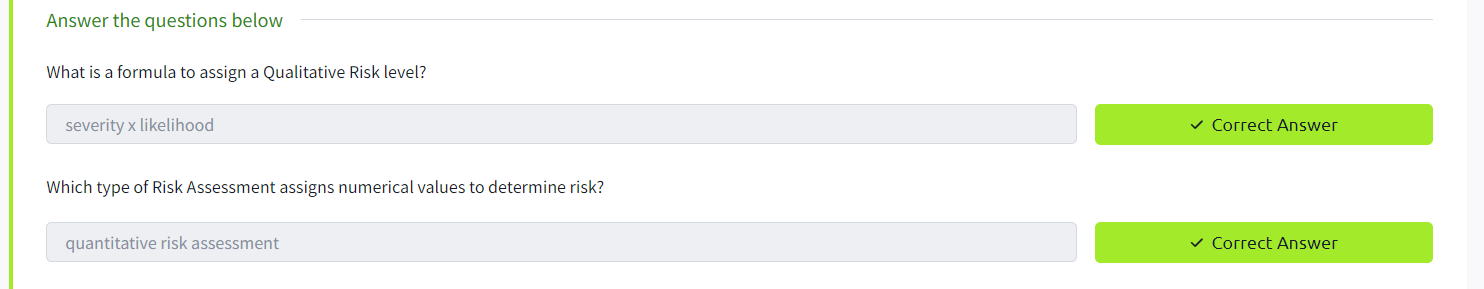 Answer the questions below
What is a formula to assign a Qualitative Risk level?
severity x likelihood
Correct Answer
Which type of Risk Assessment assigns numerical values to determine risk?
quantitative risk assessment
Correct Answer